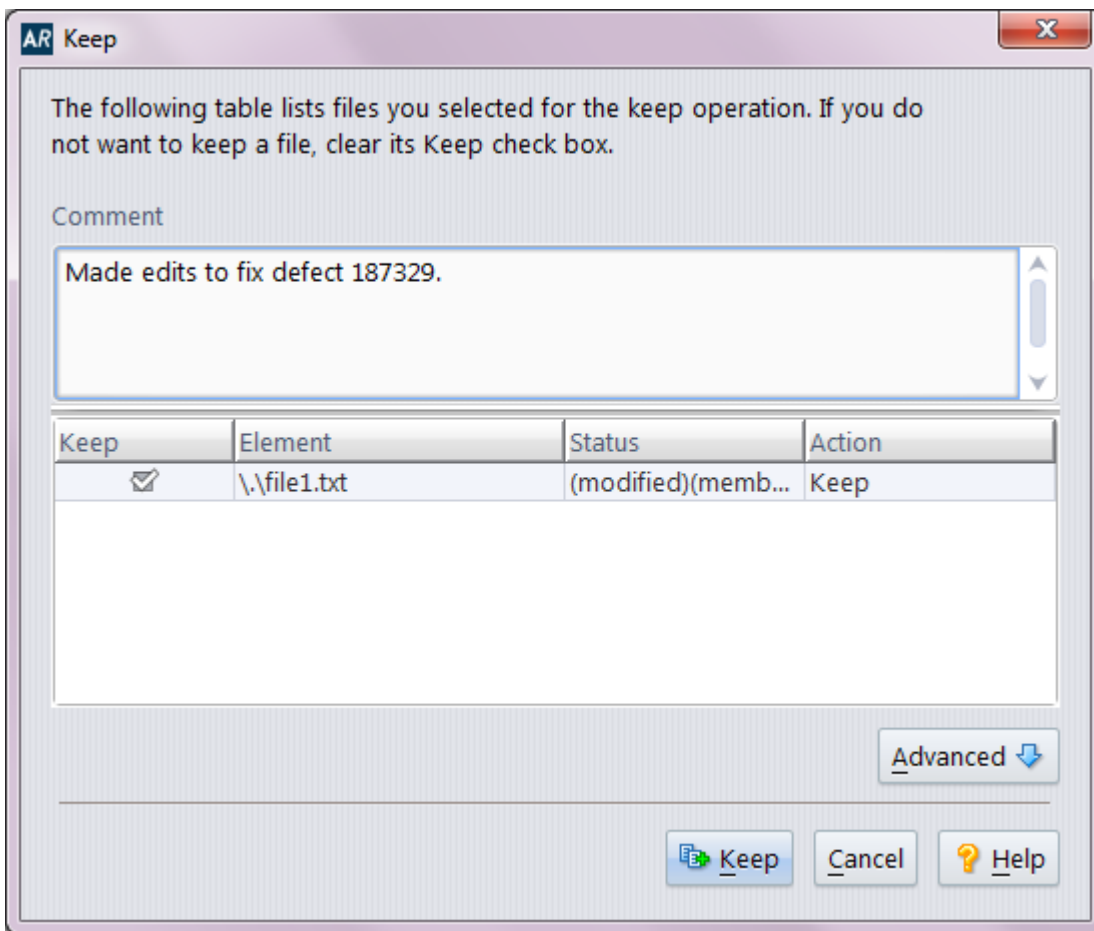 AR Keep
The following table lists files you selected for the keep operation. If you do
not want to keep a file, clear its Keep check box.
Comment
Made edits to fix defect 187329.
Keep Element Status Action
\.\file1.txt (modified)(memb... Keep
Advanced
Keep Cancel Help